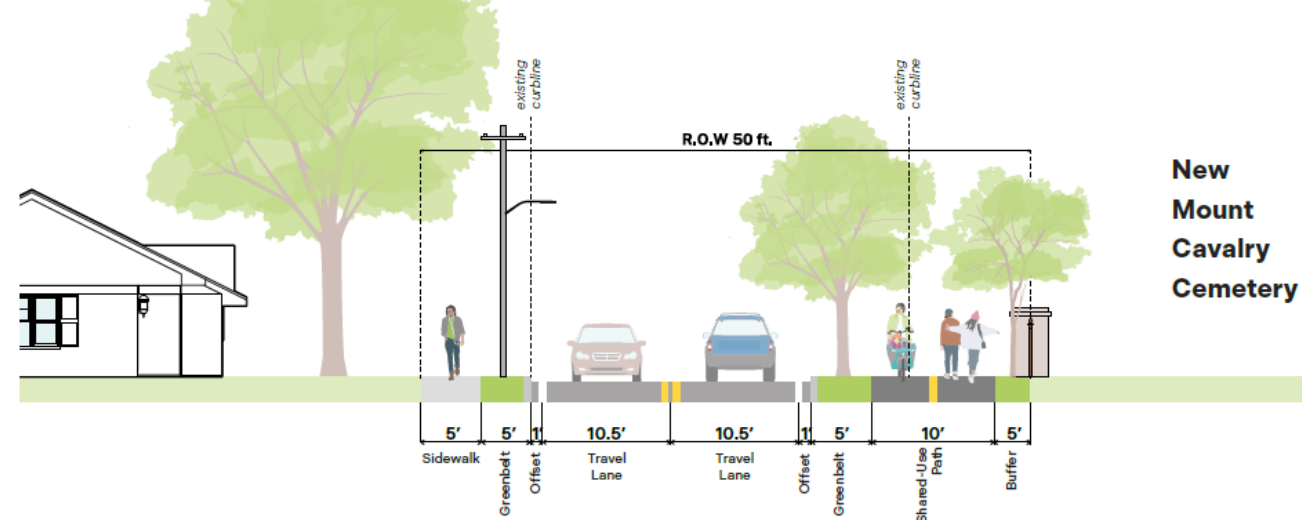 existing
curbline
existing
curbline
R.O.W 50 ft.
New
Mount
Cavalry
Cemetery
5’
5’
1’
10.5’
10.5’
1’
5’
10’
5’
Sidewalk
Greenbelt
Offset
Travel
Lane
Travel
Lane
Offset
Greenbelt
Shared-Use
Path
Buffer